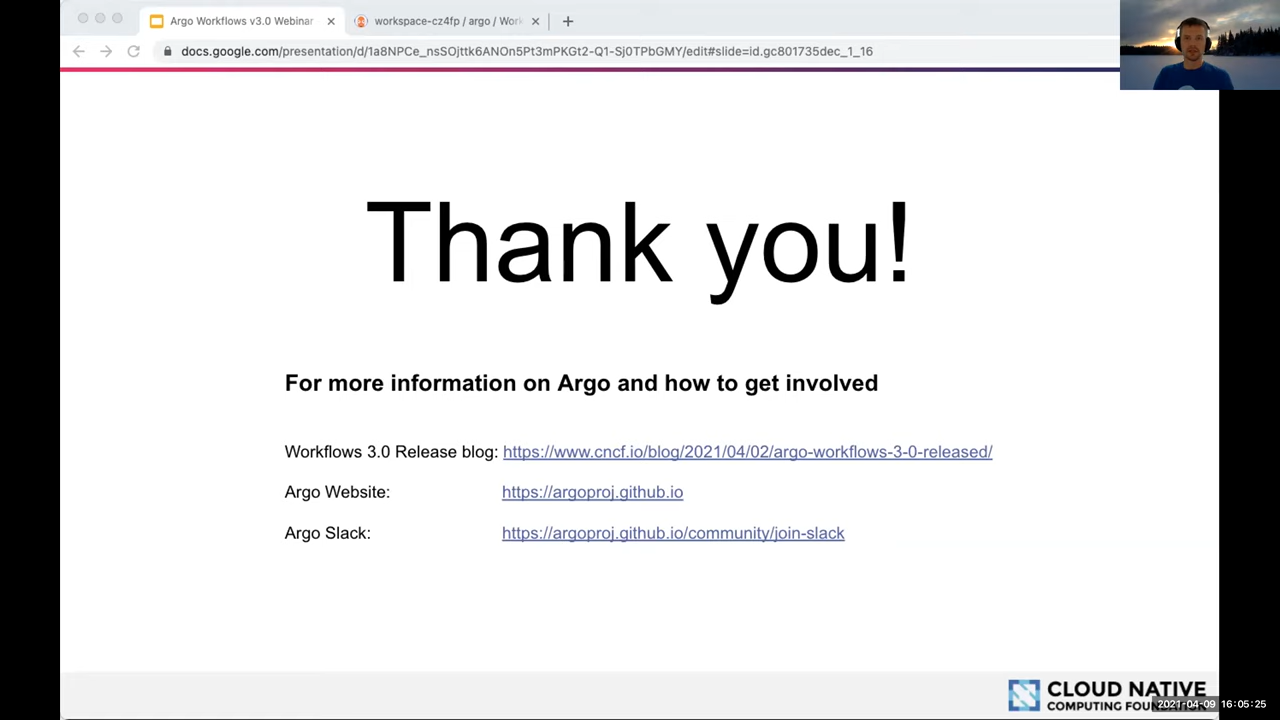 Argo Workflows v3.0 Webinar
workspace-cz4fp / argo / Work
docs.google.com/presentation/d/1a8NPCe_nsSOjttk6ANOn5Pt3mPKGt2-Q1-Sj0TPbGMY/edit#slide=id.gc801735dec_1_16
Thank you!
For more information on Argo and how to get involved
Workflows 3.0 Release blog: https://www.cncf.io/blog/2021/04/02/argo-workflows-3-0-released/
Argo Website: https://argoproj.github.io
Argo Slack: https://argoproj.github.io/community/join-slack
CLOUD NATIVE
COMPUTING FOUNDATION
2021-04-09 16:05:25